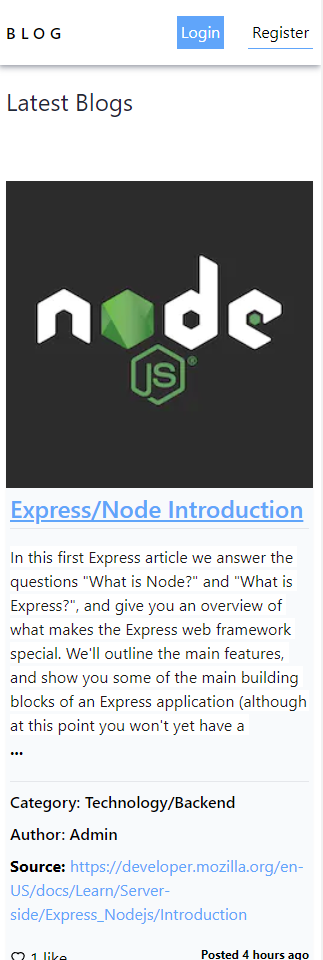 BLOG
Login
Register
Latest Blogs
node
JS®
Express/Node Introduction
In this first Express article we answer the
questions "What is Node?" and "What is
Express?", and give you an overview of
what makes the Express web framework
special. We'll outline the main features,
and show you some of the main building
blocks of an Express application (although
at this point you won't yet have a
...
Category: Technology/Backend
Author: Admin
Source: https://developer.mozilla.org/en-
US/docs/Learn/Server-
side/Express_Nodejs/Introduction
1 like
Posted 4 hours ago